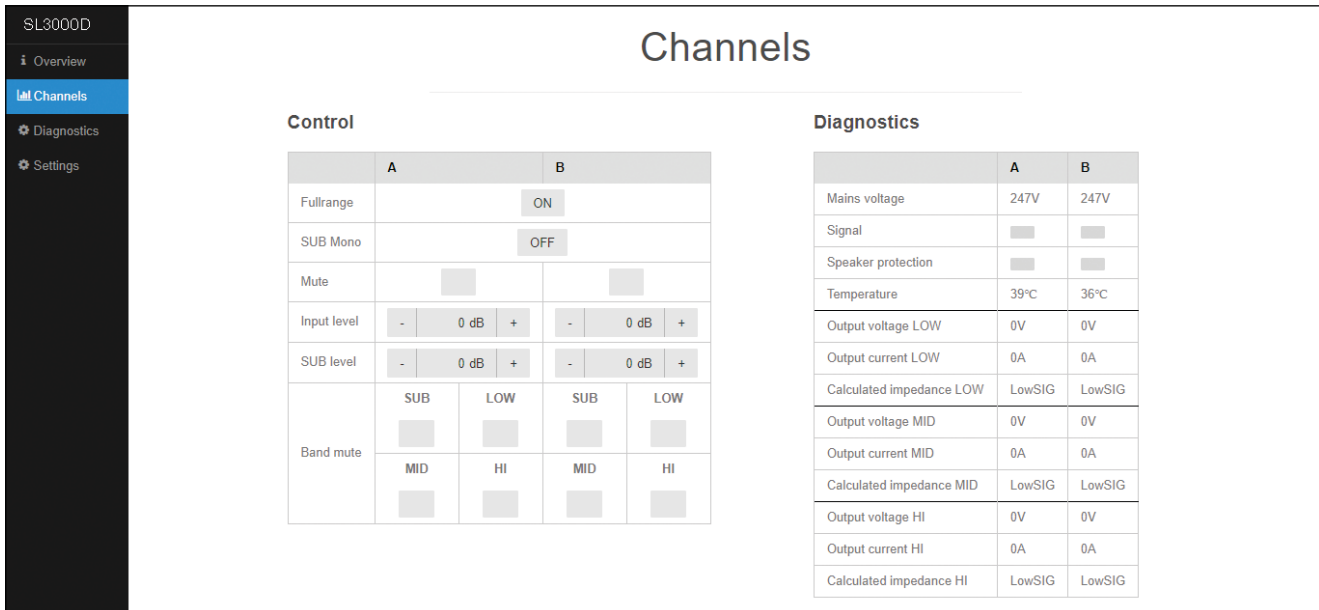 SL3000D
Overview
Channels
Diagnostics
Settings
Channels
Control
A B
Fullrange ON
SUB Mono OFF
Mute
Input level - 0 dB + - 0 dB +
SUB level - 0 dB + - 0 dB +
Band mute
SUB LOW SUB LOW
MID HI MID HI
Diagnostics
A B
Mains voltage 247V 247V
Signal
Speaker protection
Temperature 39℃ 36℃
Output voltage LOW 0V 0V
Output current LOW 0A 0A
Calculated impedance LOW LowSIG LowSIG
Output voltage MID 0V 0V
Output current MID 0A 0A
Calculated impedance MID LowSIG LowSIG
Output voltage HI 0V 0V
Output current HI 0A 0A
Calculated impedance HI LowSIG LowSIG